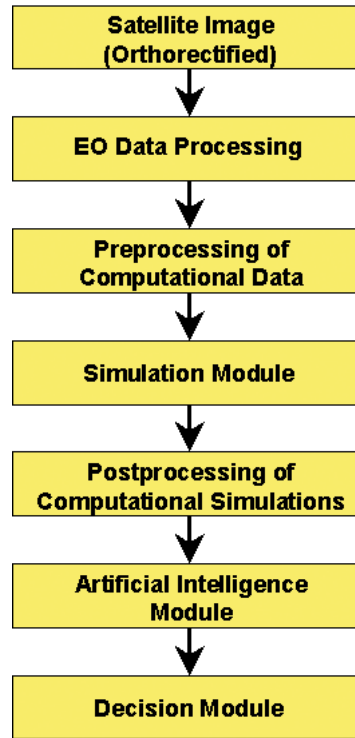 Satellite Image
(Orthorectified)
EO Data Processing
Preprocessing of
Computational Data
Simulation Module
Postprocessing of
Computational Simulations
Artificial Intelligence
Module
Decision Module